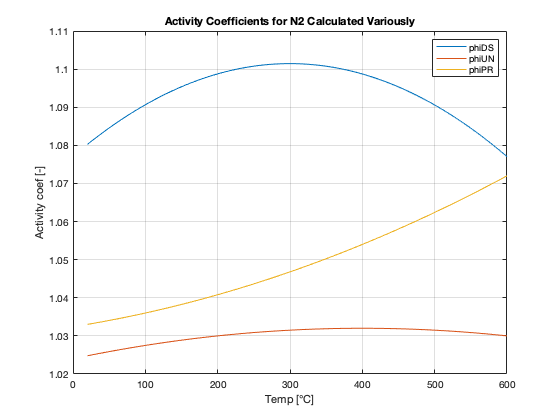 Activity Coefficients for N2 Calculated Variously
1.11
1.1
1.09
1.08
1.07
1.06
1.05
1.04
1.03
1.02
Activity coef [-]
phiDS
phiUN
phiPR
0 100 200 300 400 500 600
Temp [°C]